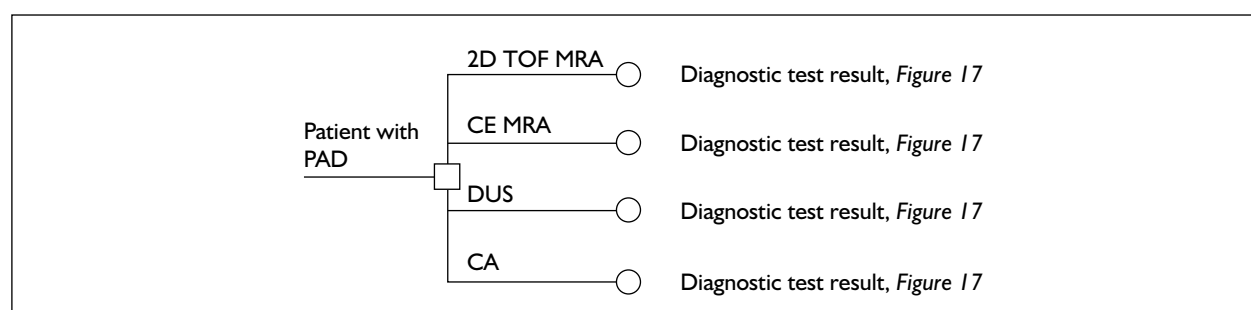 2D TOF MRA
Diagnostic test result, Figure 17
CE MRA
Diagnostic test result, Figure 17
Patient with
PAD
DUS
Diagnostic test result, Figure 17
CA
Diagnostic test result, Figure 17